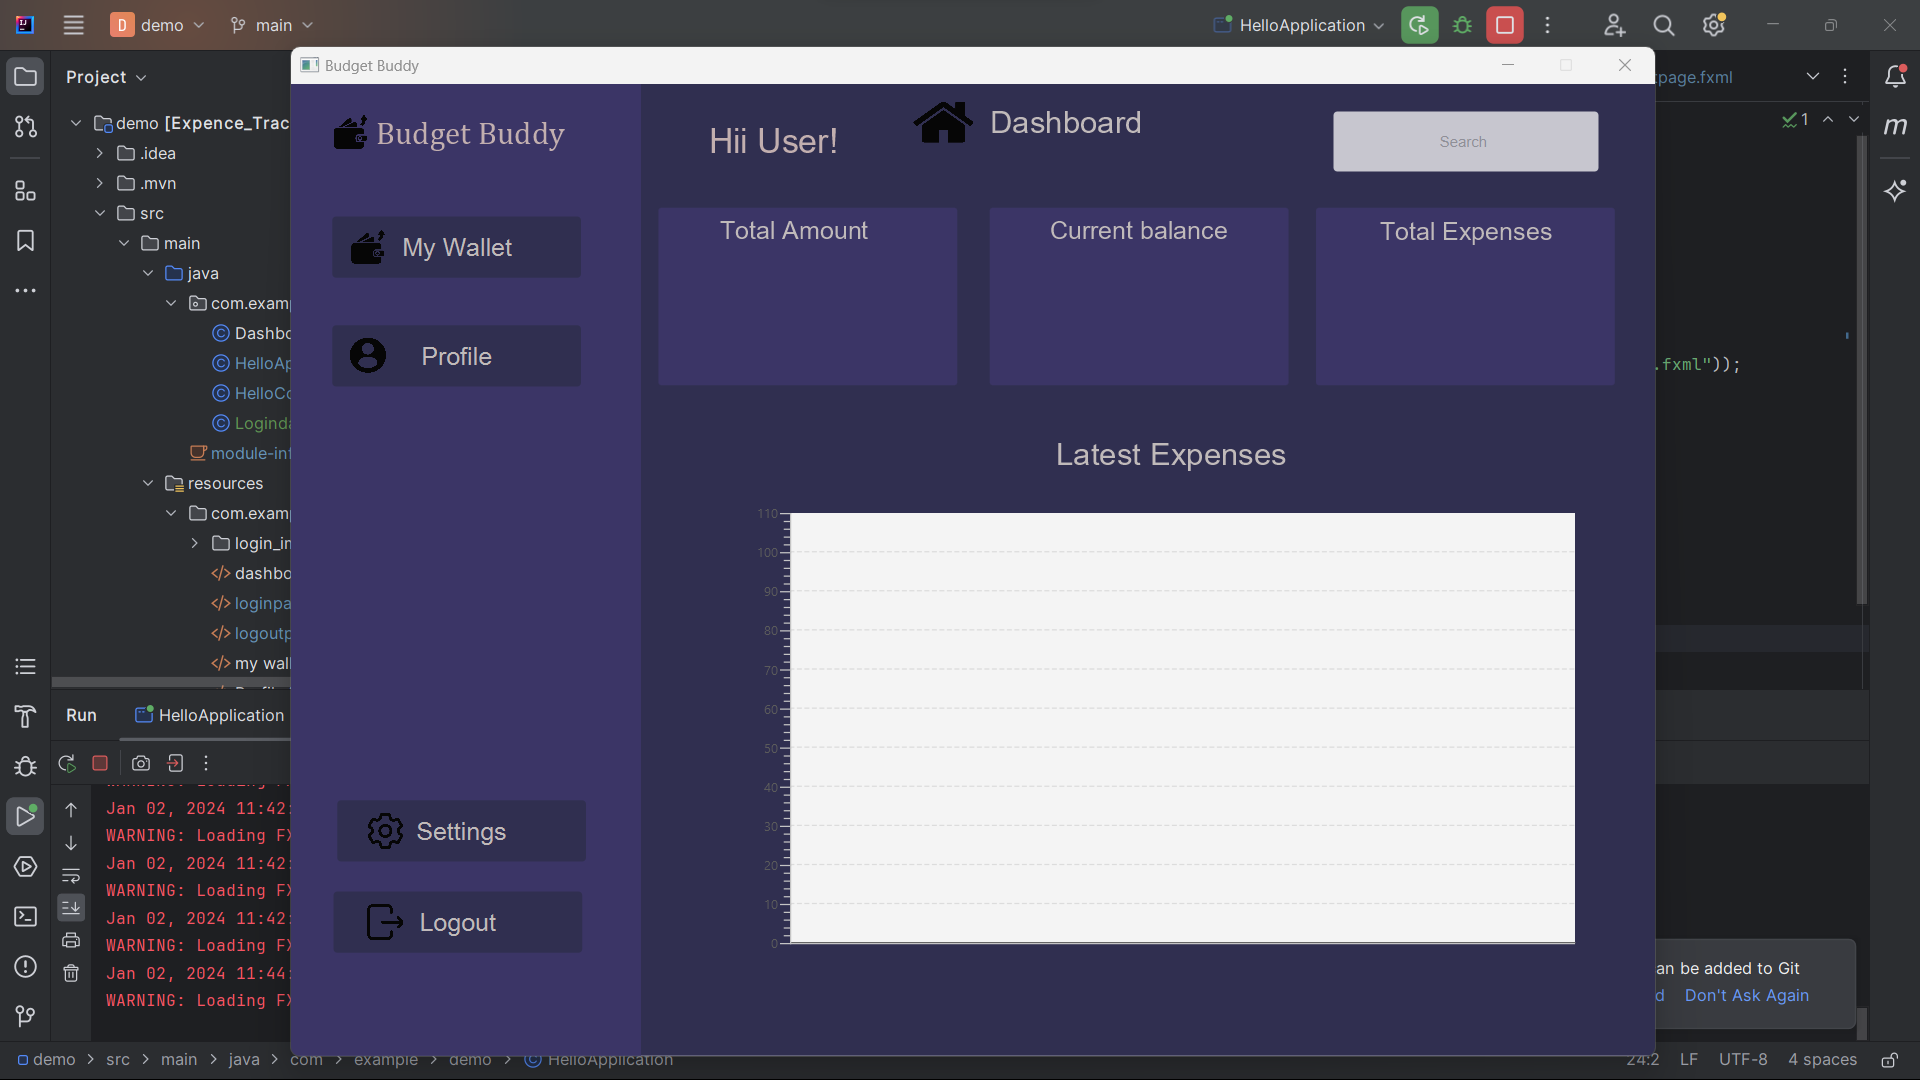 D demo main HelloApplication
Project
Budget Buddy
page.fxml
demo [Expence_Trac
.idea
.mvn
src
main
java
com.exam
Dashbo
HelloAp
HelloCo
Loginda
module-inf
resources
com.exam
login_in
dashbo
loginpa
logoutp
my wal
Budget Buddy
Hii User!
Dashboard
Search
1
m
My Wallet
Profile
Settings
Logout
Total Amount
Current balance
Total Expenses
.fxml"));
Latest Expenses
110
100
90
80
70
60
50
40
30
20
10
0
Run HelloApplication
Jan 02, 2024 11:42:
WARNING: Loading FX
Jan 02, 2024 11:42:
WARNING: Loading FX
Jan 02, 2024 11:42:
WARNING: Loading FX
Jan 02, 2024 11:44:
WARNING: Loading FX
an be added to Git
d Don't Ask Again
demo > src > main > java > com > example > demo > HelloApplication
24:2 LF UTF-8 4 spaces